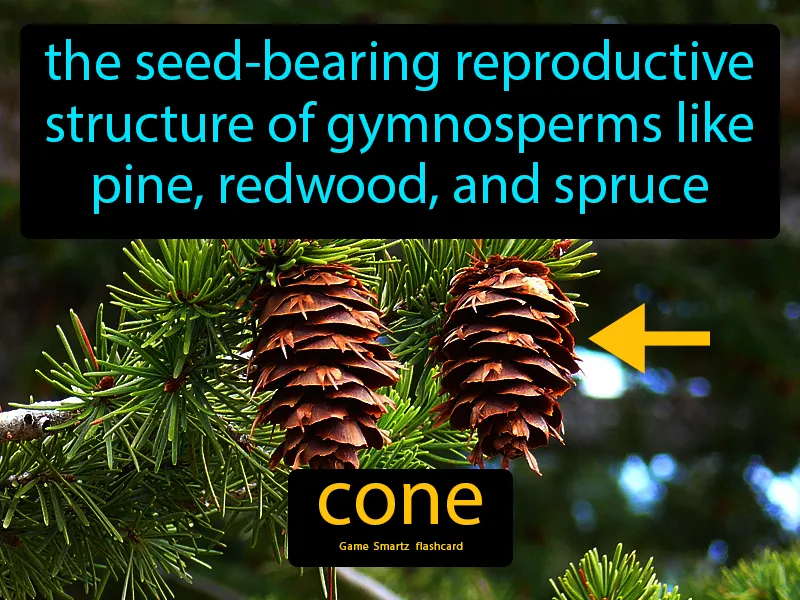 the seed-bearing reproductive
structure of gymnosperms like
pine, redwood, and spruce
cone
Game Smartz flashcard